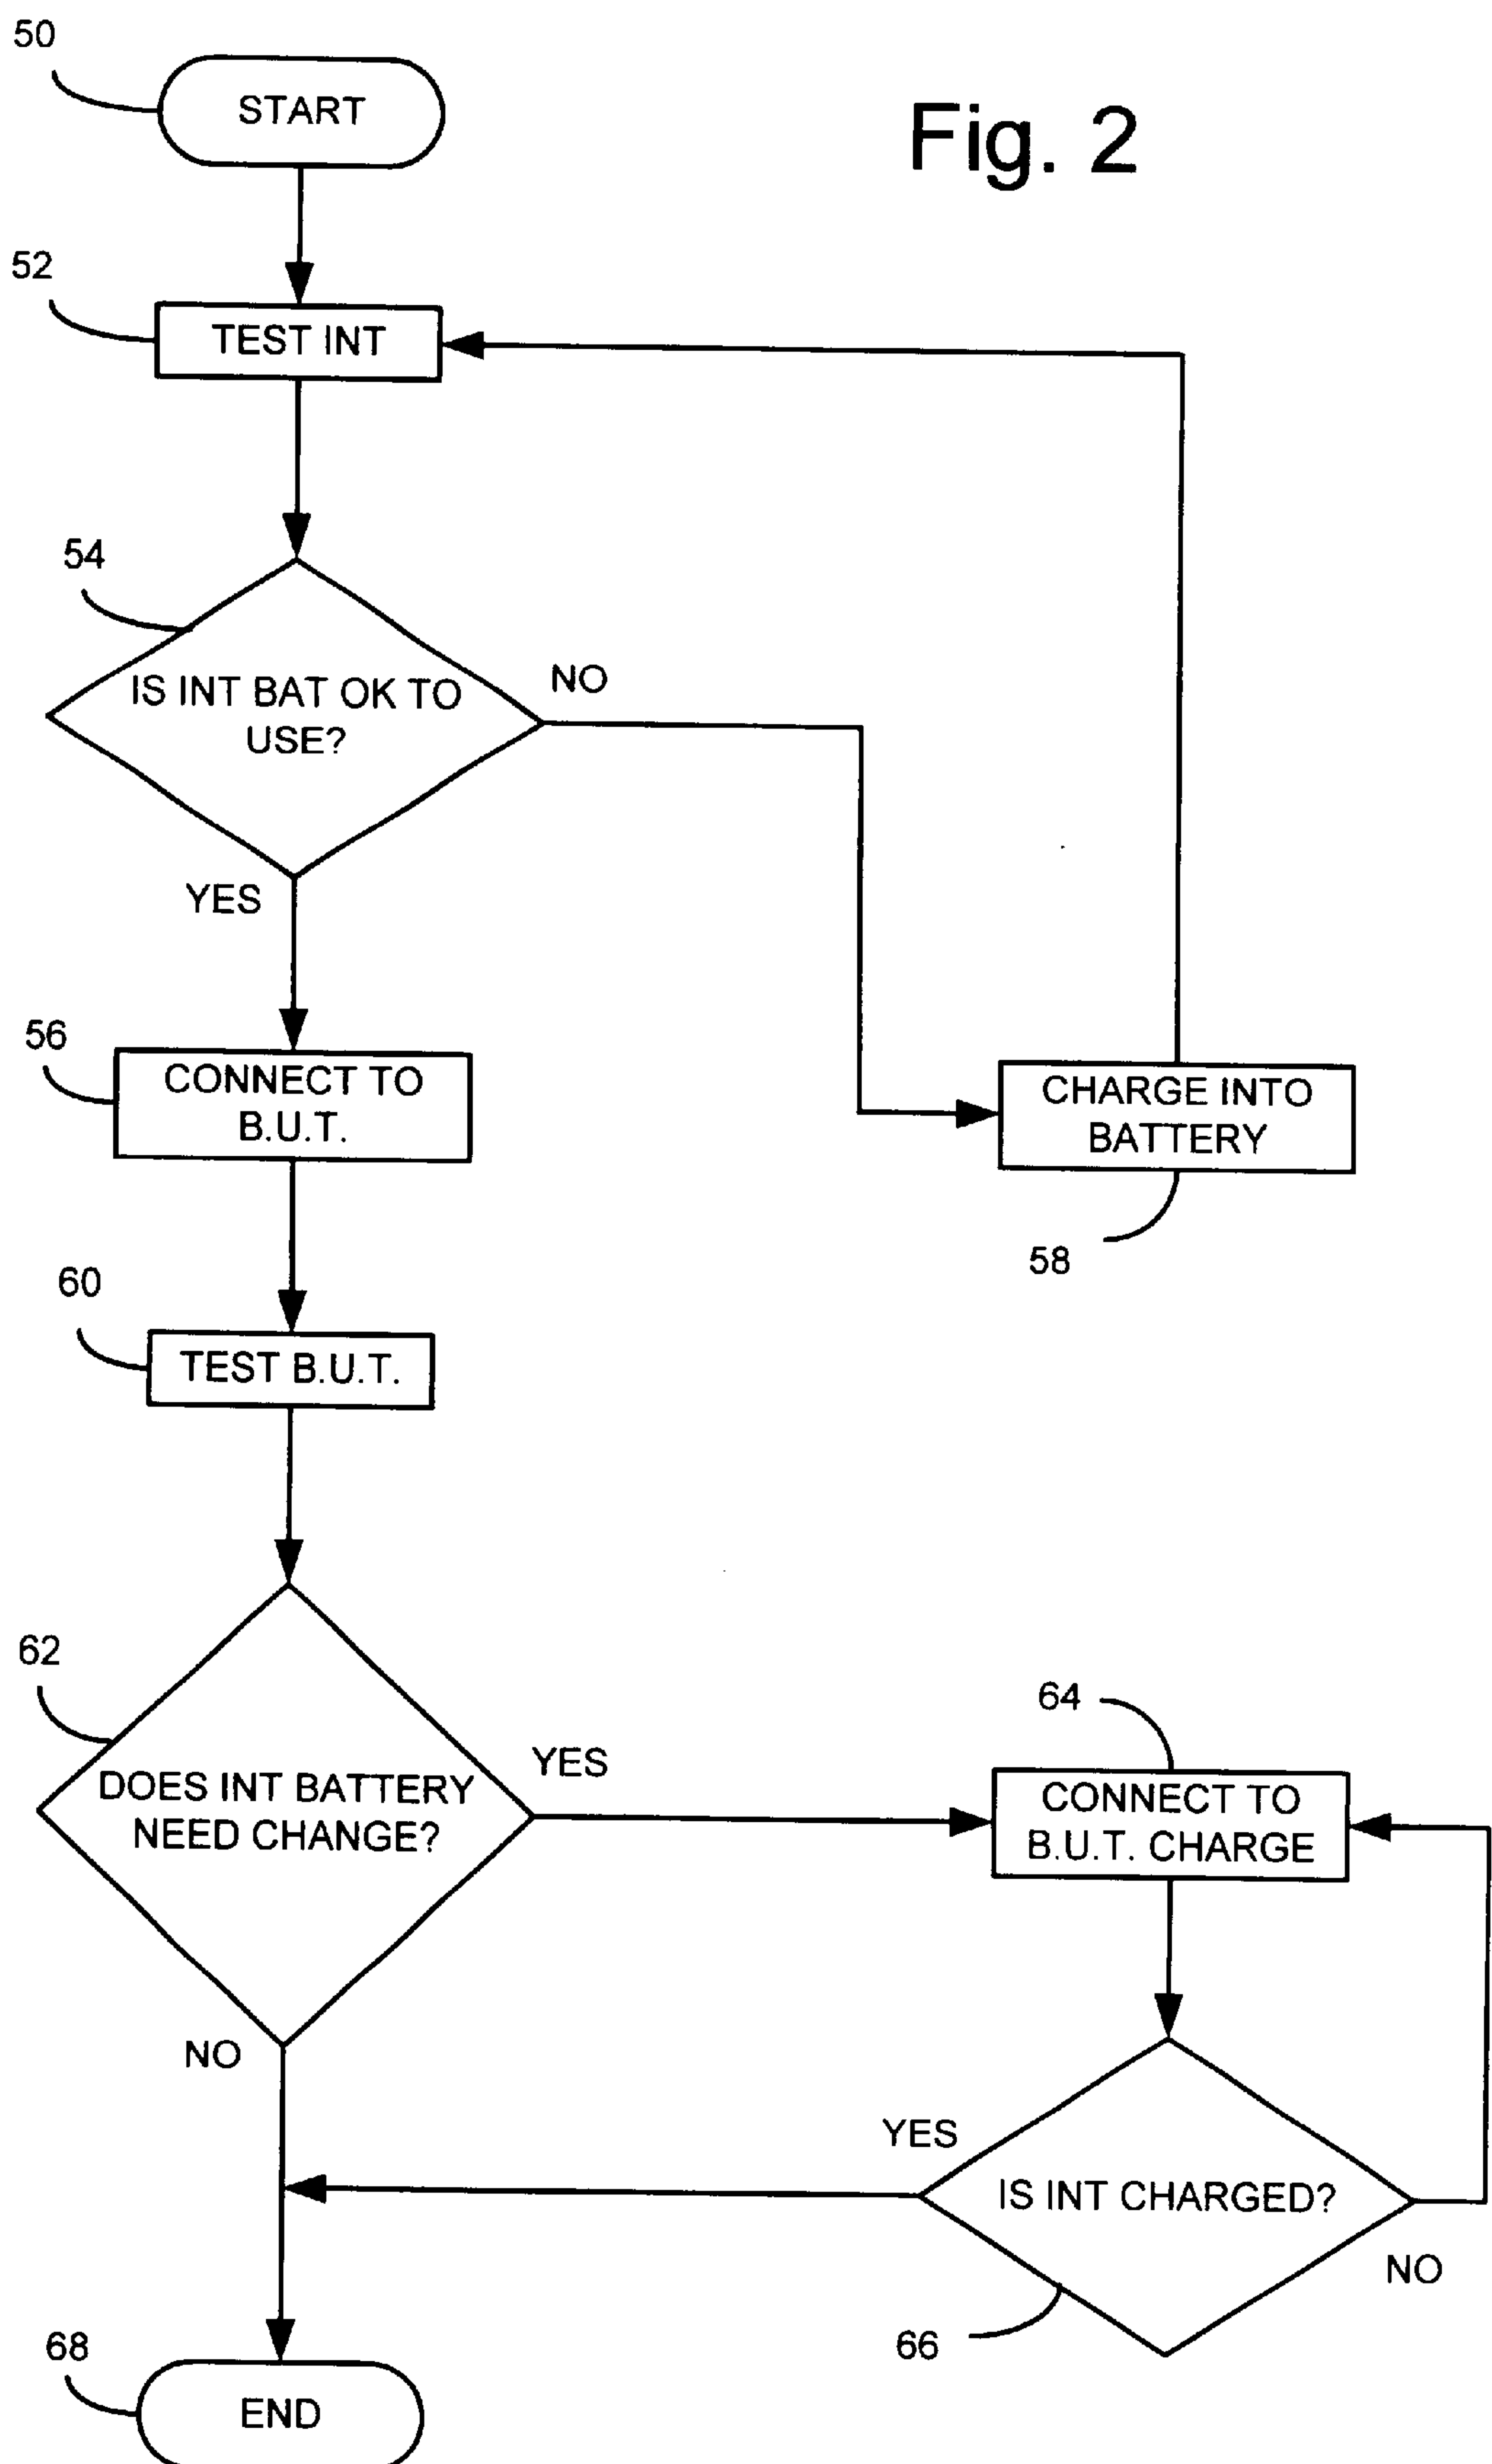 50
START
Fig. 2
52
TEST INT
54
IS INT BAT OK TO
USE?
NO
YES
56
CONNECT TO
B.U.T.
CHARGE INTO
BATTERY
58
60
TEST B.U.T.
62
DOES INT BATTERY
NEED CHANGE?
YES
64
CONNECT TO
B.U.T. CHARGE
NO
YES
IS INT CHARGED?
NO
66
68
END